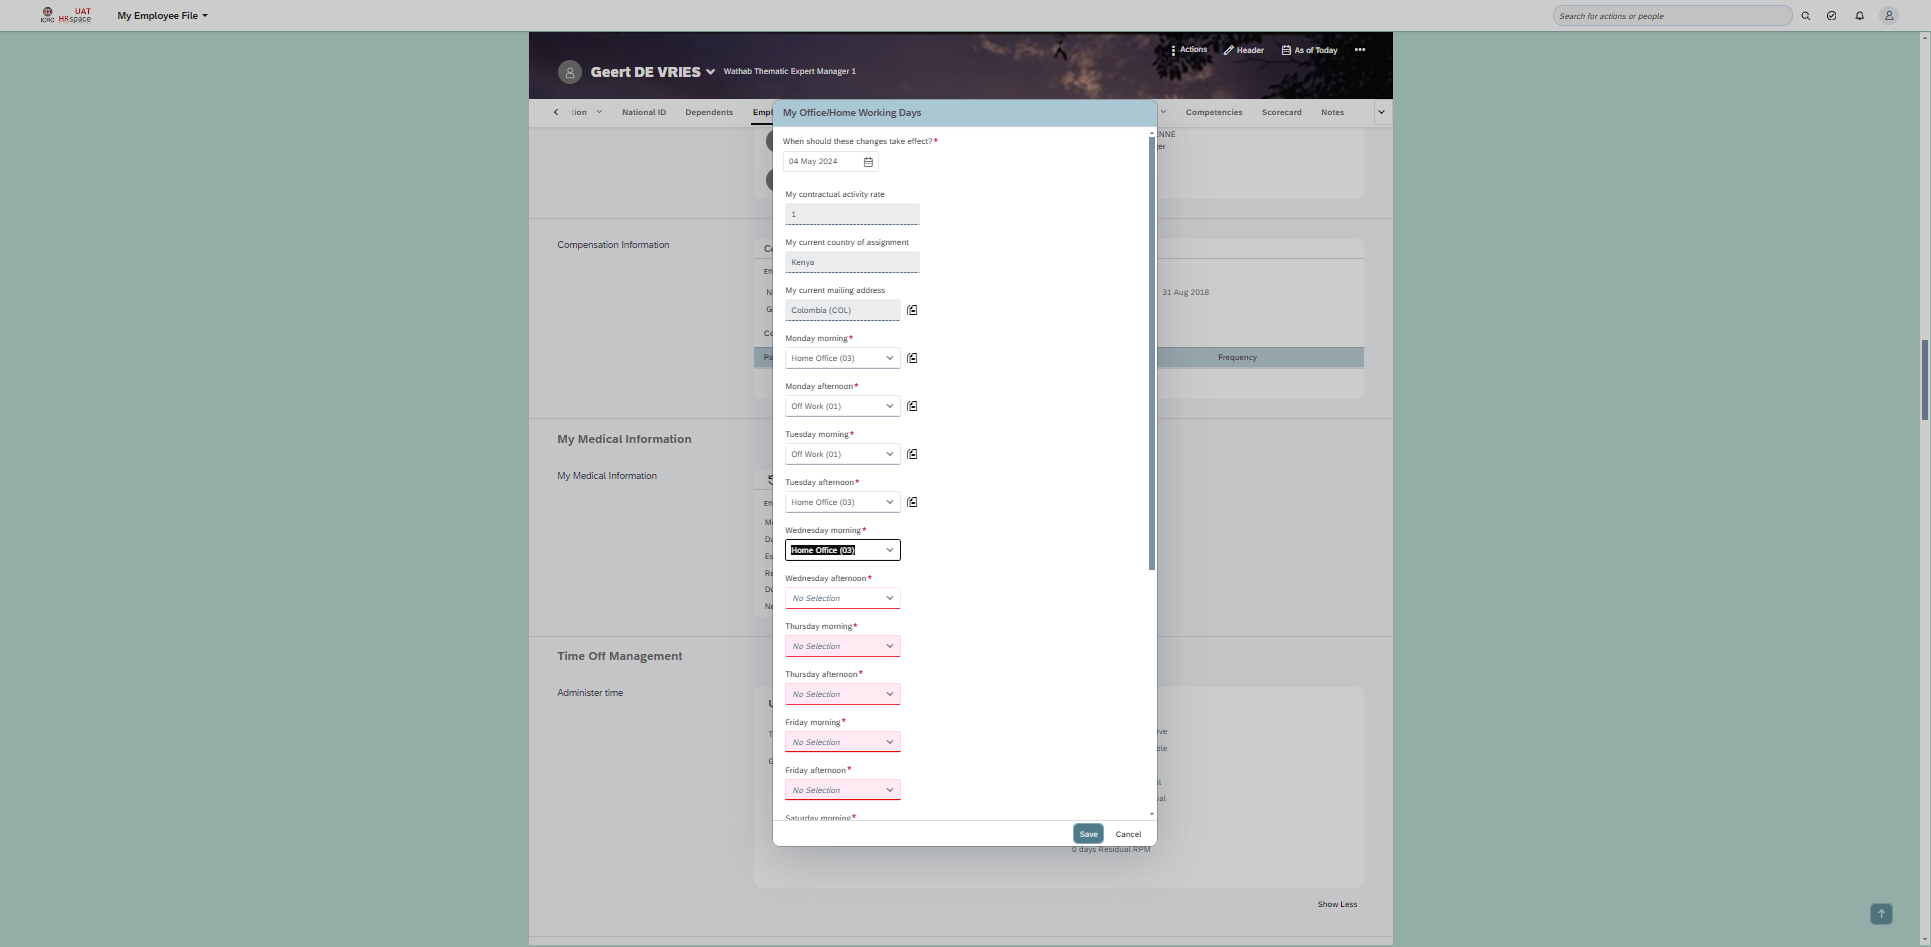 ICRC UAT HRspace My Employee File
Search for actions or people
Actions Header As of Today
Geert DE VRIES Wathab Thematic Expert Manager 1
National ID Dependents Competencies Scorecard Notes
My Office/Home Working Days
When should these changes take effect?*
04 May 2024
My contractual activity rate
1
My current country of assignment
Kenya
My current mailing address
Colombia (COL)
Monday morning*
Home Office (03)
Monday afternoon*
Off Work (01)
Tuesday morning*
Off Work (01)
Tuesday afternoon*
Home Office (03)
Wednesday morning*
Home Office (03)
Wednesday afternoon*
No Selection
Thursday morning*
No Selection
Thursday afternoon*
No Selection
Friday morning*
No Selection
Friday afternoon*
No Selection
Saturday morning*
Save Cancel
Compensation Information
31 Aug 2018
Frequency
My Medical Information
My Medical Information
Time Off Management
Administer time
0 days Residual RPM
Show Less